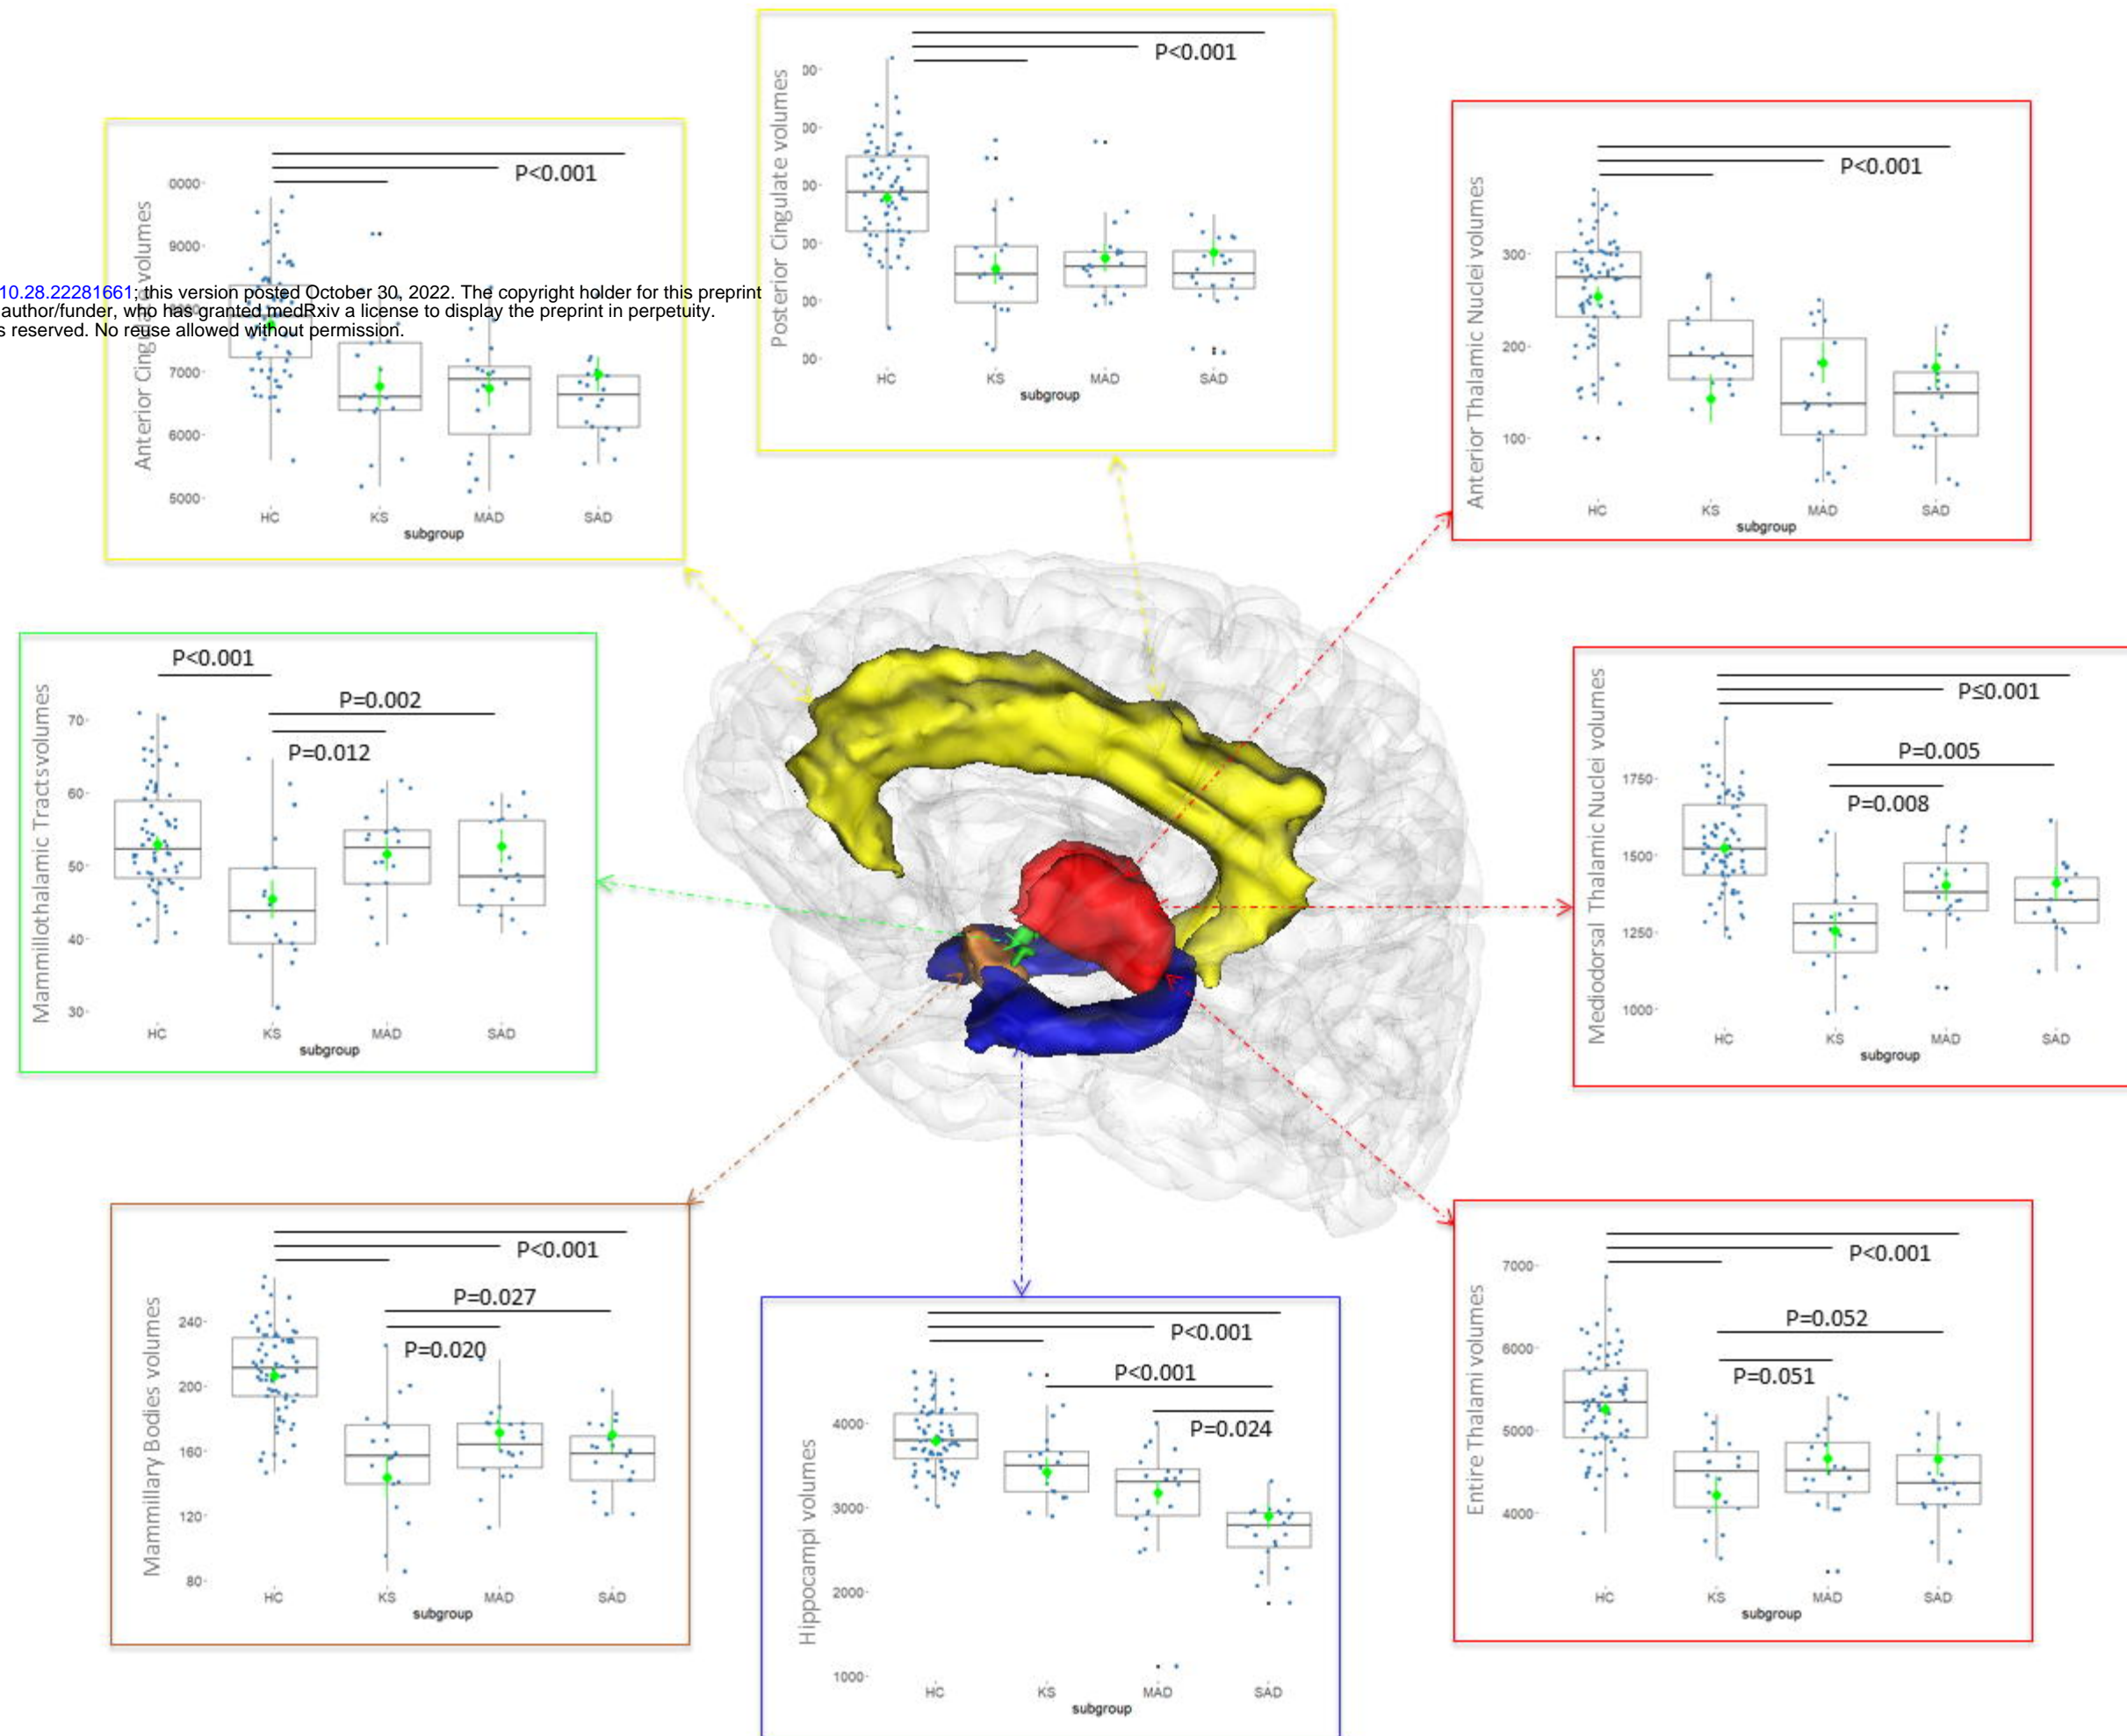 P<0.001
Posterior Cingulate volumes
00-
00-
00-
00-
00-
00-
HC KS MAD SAD
subgroup
P<0.001
Anterior Cingulate volumes
0000-
9000-
7000-
6000-
5000-
HC KS MAD SAD
subgroup
10.28.22281661; this version posted October 30, 2022. The copyright holder for this preprint
author/funder, who has granted medRxiv a license to display the preprint in perpetuity.
s reserved. No reuse allowed without permission.
P<0.001
Anterior Thalamic Nuclei volumes
300-
200-
100-
HC KS MAD SAD
subgroup
P<0.001
P=0.002
P=0.012
Mammillothalamic Tractsvolumes
70-
60-
50-
40-
30-
HC KS MAD SAD
subgroup
P≤0.001
P=0.005
P=0.008
Mediodorsal Thalamic Nuclei volumes
1750-
1500-
1250-
1000-
HC KS MAD SAD
subgroup
P<0.001
P=0.027
P=0.020
Mammillary Bodies volumes
240-
200-
160-
120-
80-
HC KS MAD SAD
subgroup
P<0.001
P<0.001
P=0.024
Hippocampi volumes
4000-
3000-
2000-
1000-
HC KS MAD SAD
subgroup
P<0.001
P=0.052
P=0.051
Entire Thalami volumes
7000-
6000-
5000-
4000-
HC KS MAD SAD
subgroup